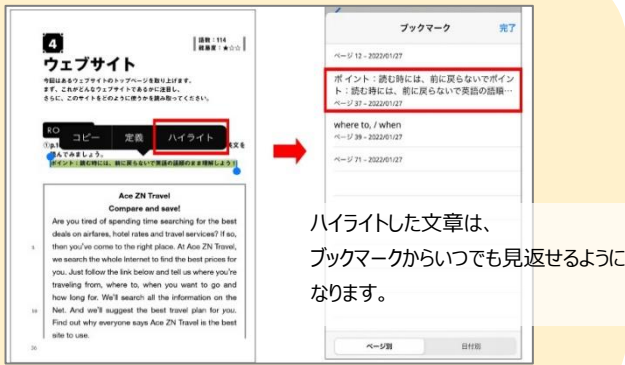 4
語数:114
難易度:★☆☆
ウェブサイト
今回はあるウェブサイトのトップページを取り上げます。
まず、これがどんなウェブサイトであるかに注目し、
さらに、このサイトをどのように使うかを読み取ってください。
RO
コピー 定義 ハイライト
英文を
読んでみましょう。
ポイント:読む時には、前に戻らないで英語の語順のまま理解しよう!
Ace ZN Travel
Compare and save!
Are you tired of spending time searching for the best
deals on airfares, hotel rates and travel services? If so,
then you've come to the right place. At Ace ZN Travel,
we search the whole Internet to find the best prices for
you. Just follow the link below and tell us where you're
traveling from, where to, when you want to go and
how long for. We'll search all the information on the
Net. And we'll suggest the best travel plan for you.
Find out why everyone says Ace ZN Travel is the best
site to use.
5
10
36
ブックマーク 完了
ページ 12 - 2022/01/27
ポイント:読む時には、前に戻らないでポイン
ト:読む時には、前に戻らないで英語の語順…
ページ 37 - 2022/01/27
where to, / when
ページ 39 - 2022/01/27
ページ 71 - 2022/01/27
ハイライトした文章は、
ブックマークからいつでも見返せるように
なります。
ページ別 日付別